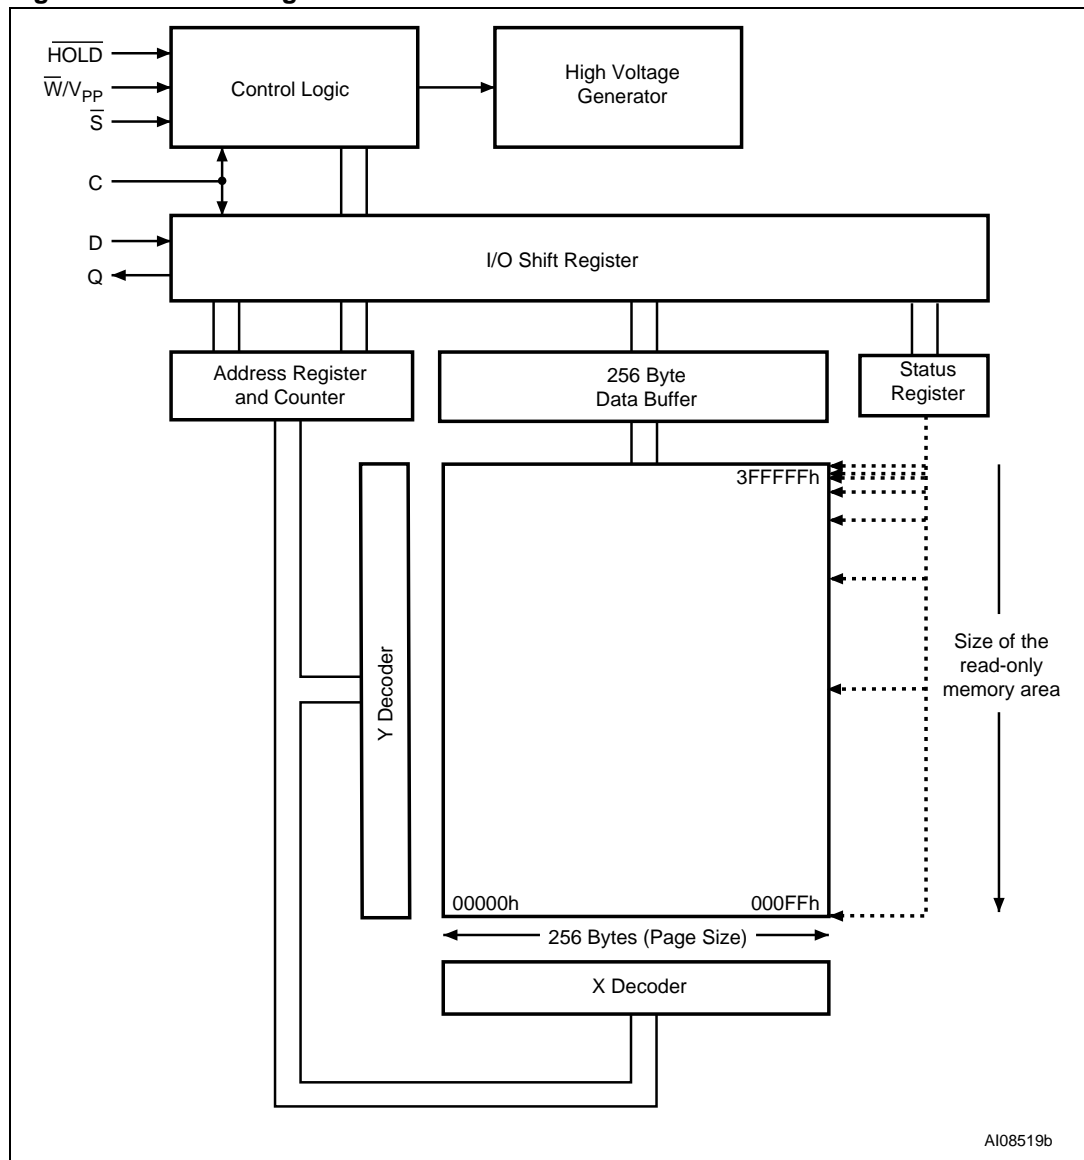 HOLD
Control Logic
High Voltage
Generator
W/VPP
S
C
D
I/O Shift Register
Q
Address Register
and Counter
256 Byte
Data Buffer
Status
Register
3FFFFFh
Y Decoder
Size of the
read-only
memory area
00000h
000FFh
256 Bytes (Page Size)
X Decoder
AI08519b